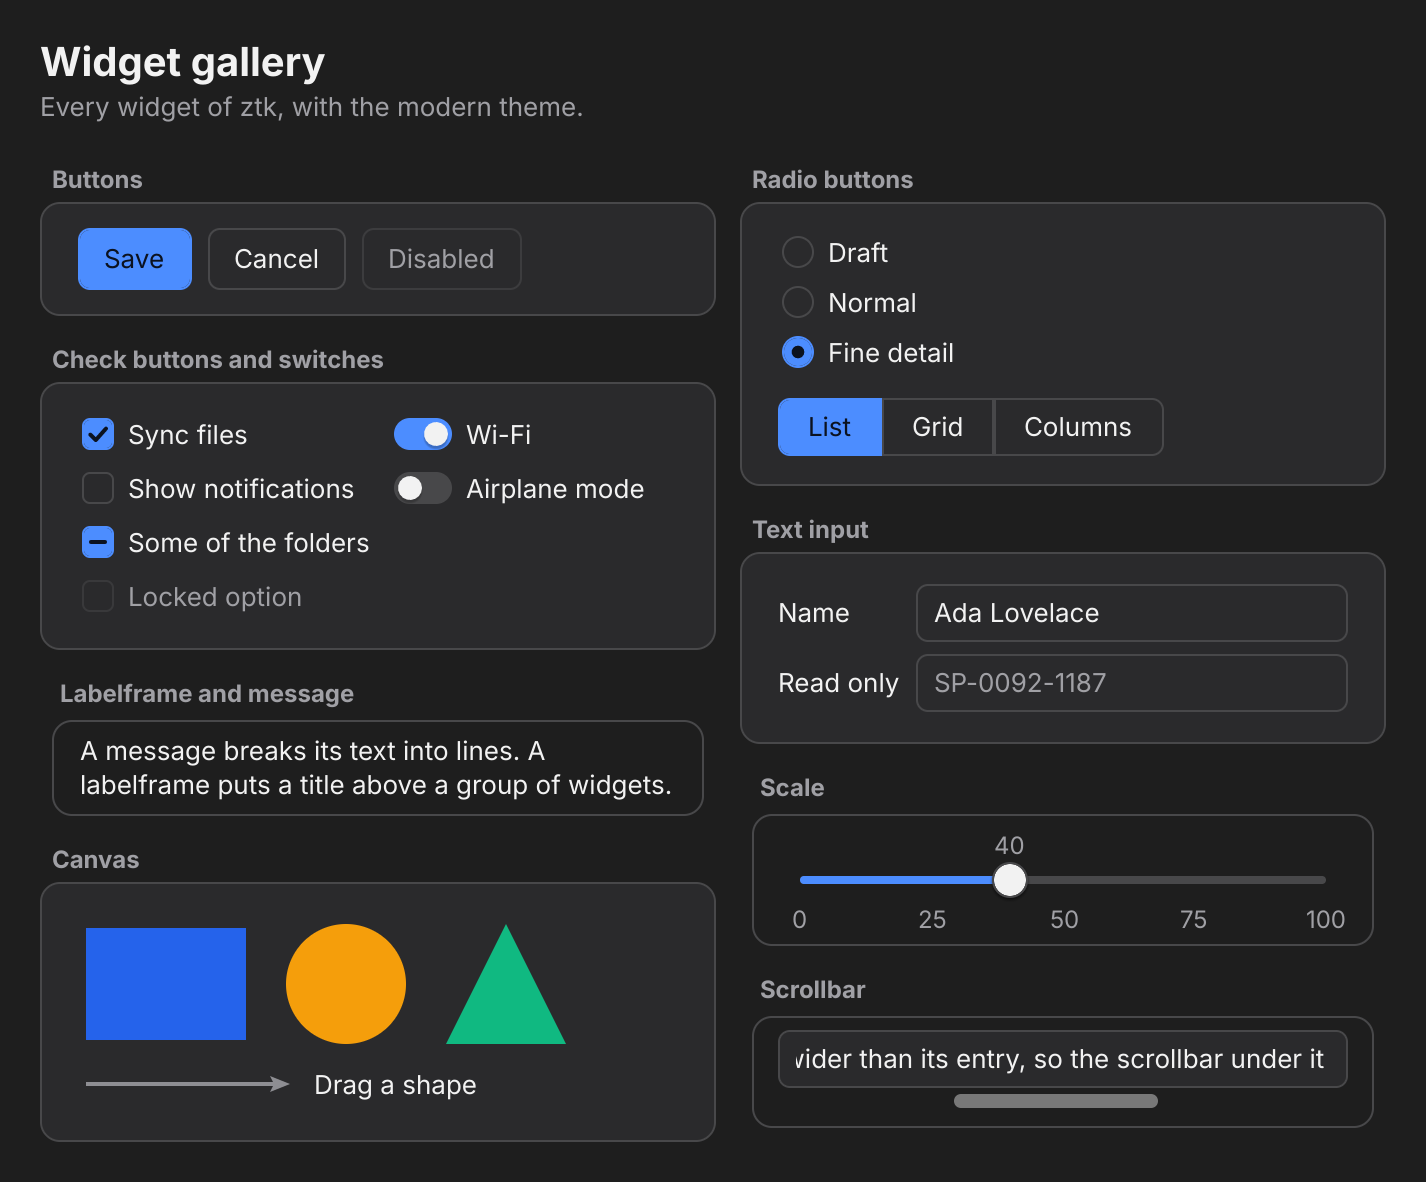 Widget gallery
Every widget of ztk, with the modern theme.
Buttons
Save
Cancel
Disabled
Check buttons and switches
Sync files
Wi-Fi
Show notifications
Airplane mode
Some of the folders
Locked option
Labelframe and message
A message breaks its text into lines. A
labelframe puts a title above a group of widgets.
Canvas
Drag a shape
Radio buttons
Draft
Normal
Fine detail
List
Grid
Columns
Text input
Name
Ada Lovelace
Read only
SP-0092-1187
Scale
40
0 25 50 75 100
Scrollbar
than its entry, so the scrollbar under it